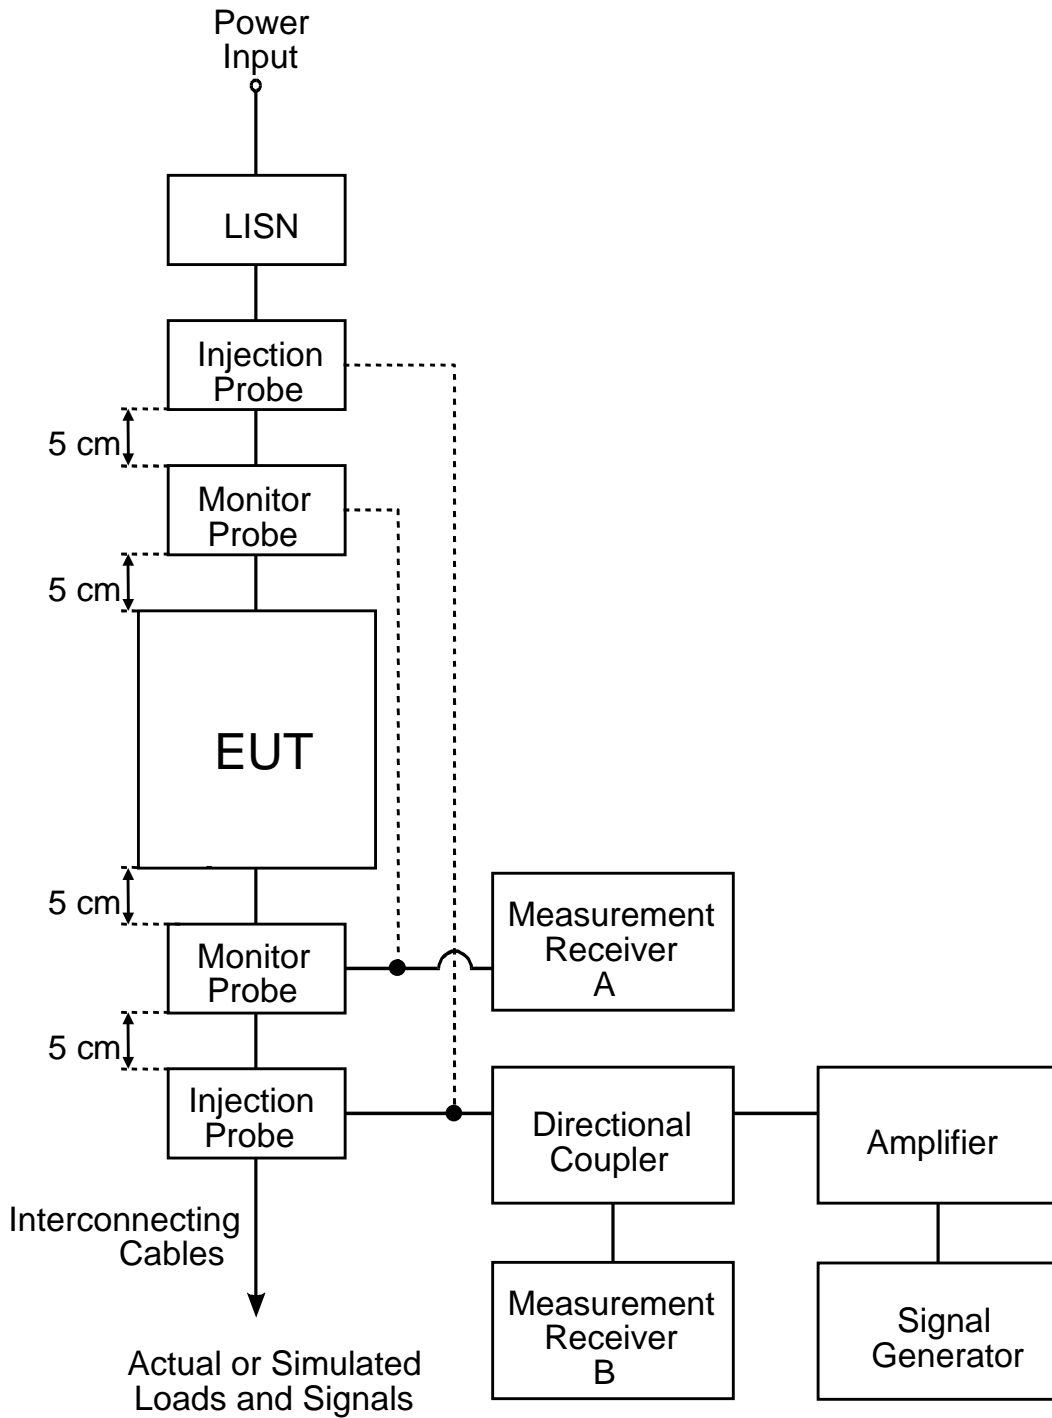 Power
Input
LISN
Injection
Probe
5 cm
Monitor
Probe
5 cm
EUT
5 cm
Monitor
Probe
Measurement
Receiver
A
5 cm
Injection
Probe
Directional
Coupler
Amplifier
Interconnecting
Cables
Measurement
Receiver
B
Signal
Generator
Actual or Simulated
Loads and Signals